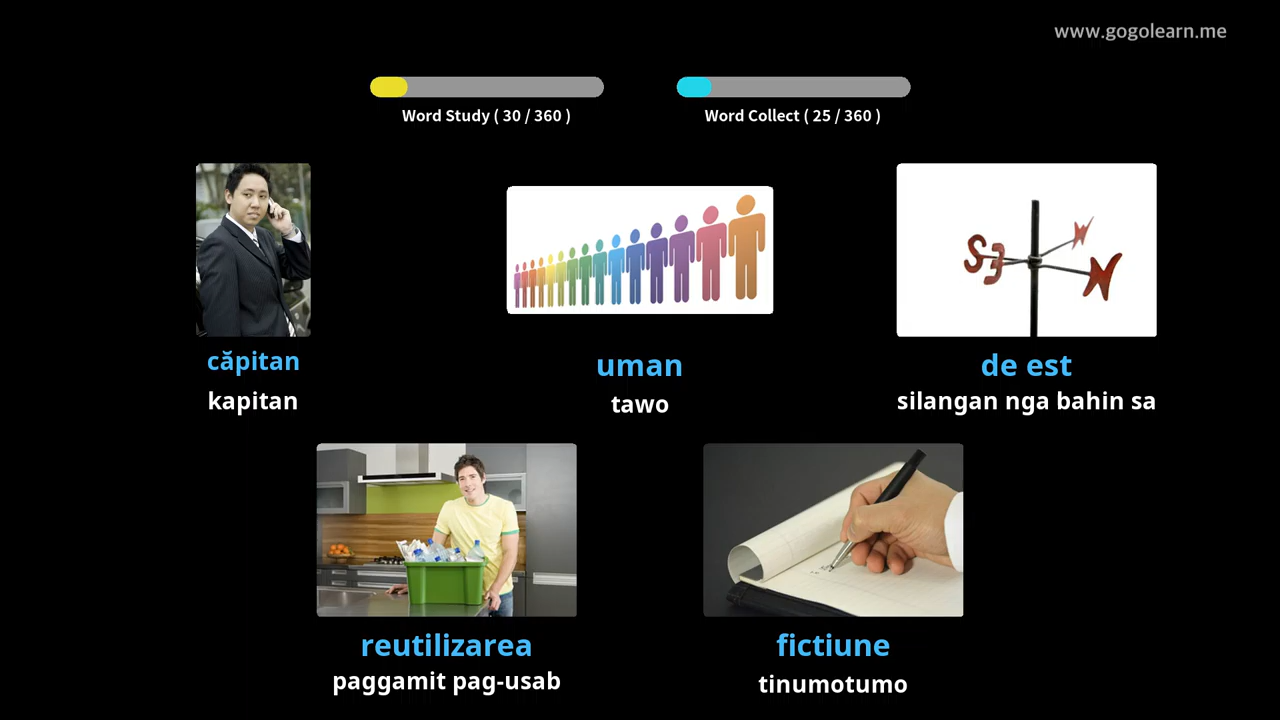 www.gogolearn.me
Word Study ( 30 / 360 )
Word Collect ( 25 / 360 )
căpitan
kapitan
uman
tawo
de est
silangan nga bahin sa
reutilizarea
paggamit pag-usab
fictiune
tinumotumo